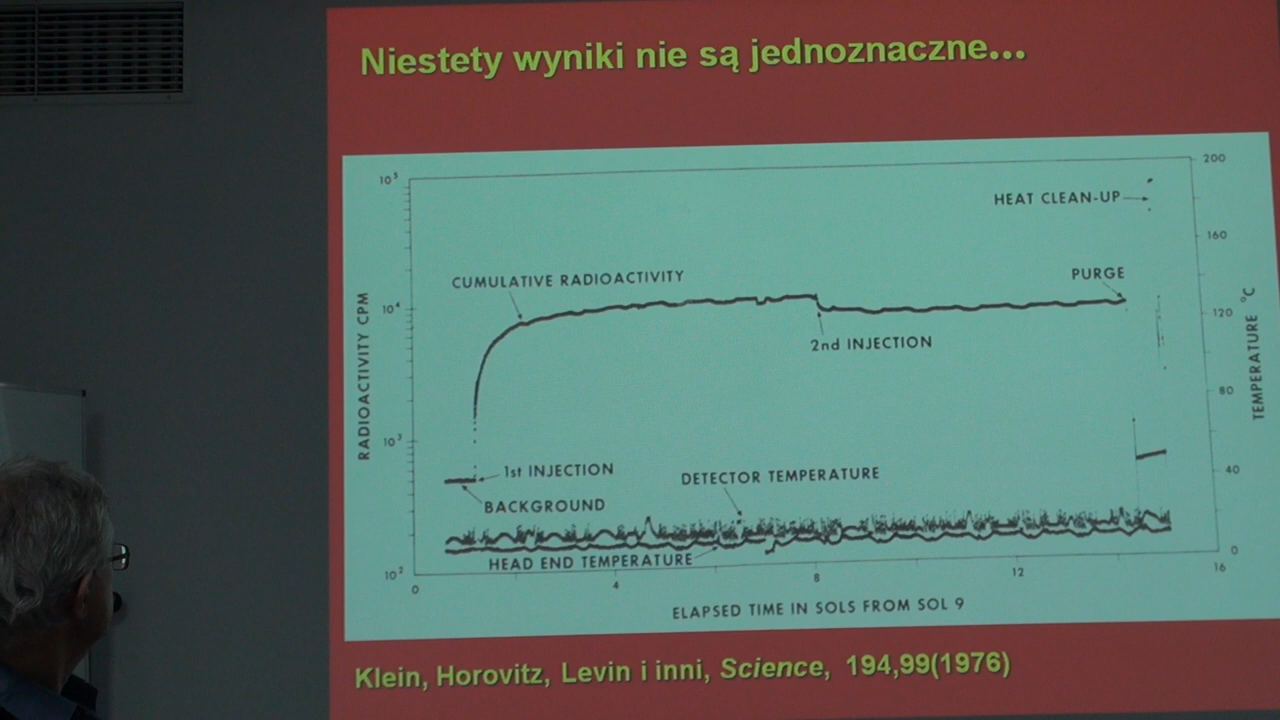 Niestety wyniki nie są jednoznaczne...
10⁵
200
HEAT CLEAN-UP
160
CUMULATIVE RADIOACTIVITY
PURGE
10⁴
120
2nd INJECTION
RADIOACTIVITY CPM
TEMPERATURE °C
80
10³
1st INJECTION
DETECTOR TEMPERATURE
40
BACKGROUND
HEAD END TEMPERATURE
0
10²
0
4
8
12
16
ELAPSED TIME IN SOLS FROM SOL 9
Klein, Horovitz, Levin i inni, Science, 194,99(1976)